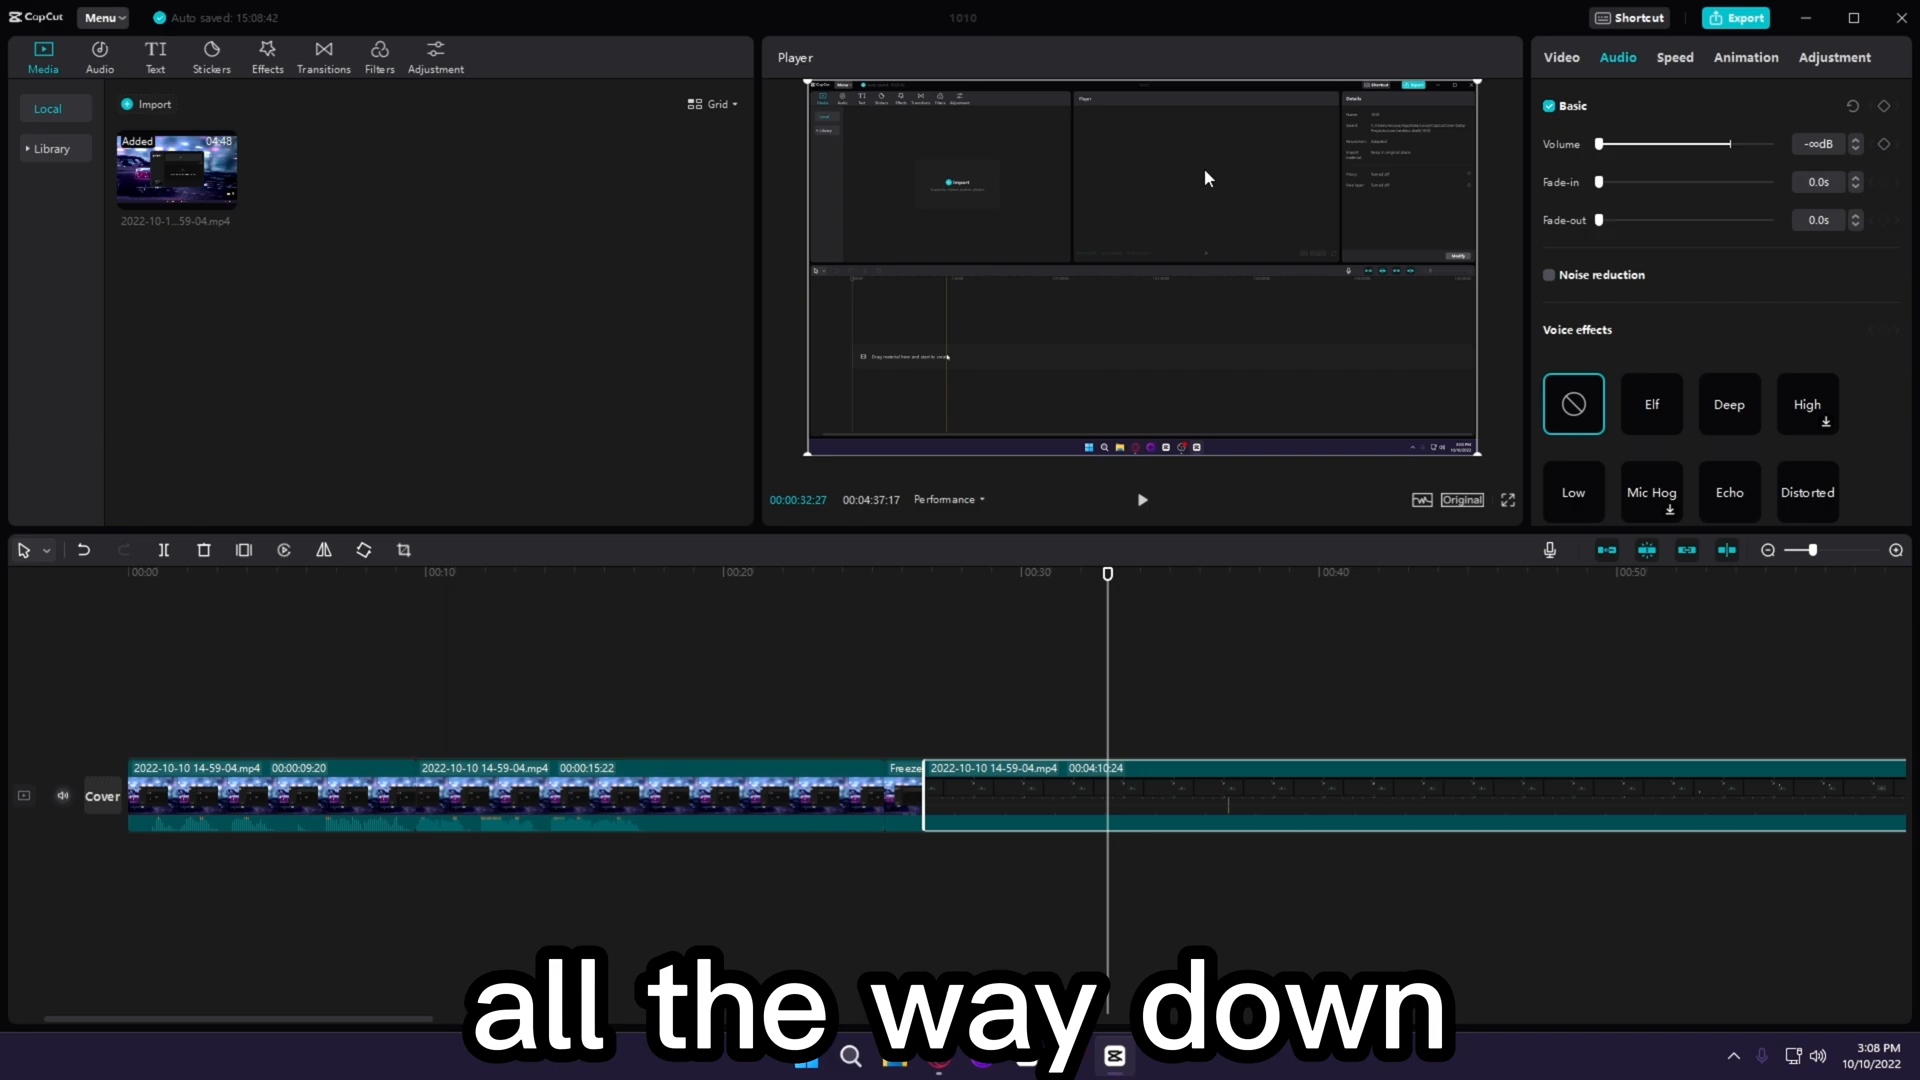 CapCut Menu Auto saved: 15:08:42 1010 Shortcut Export
Media Audio Text Stickers Effects Transitions Filters Adjustment
Player
Video Audio Speed Animation Adjustment
Local
Library
Import
Grid
Added 04:48
2022-10-1...59-04.mp4
Basic
Volume -∞dB
Fade-in 0.0s
Fade-out 0.0s
Noise reduction
Voice effects
Elf Deep High
Low Mic Hog Echo Distorted
00:00:32:27 00:04:37:17 Performance Original
00:00 00:10 00:20 00:30 00:40 00:50
2022-10-10 14-59-04.mp4 00:00:09:20 2022-10-10 14-59-04.mp4 00:00:15:22 Freeze 2022-10-10 14-59-04.mp4 00:04:10:24
Cover
all the way down
3:08 PM
10/10/2022